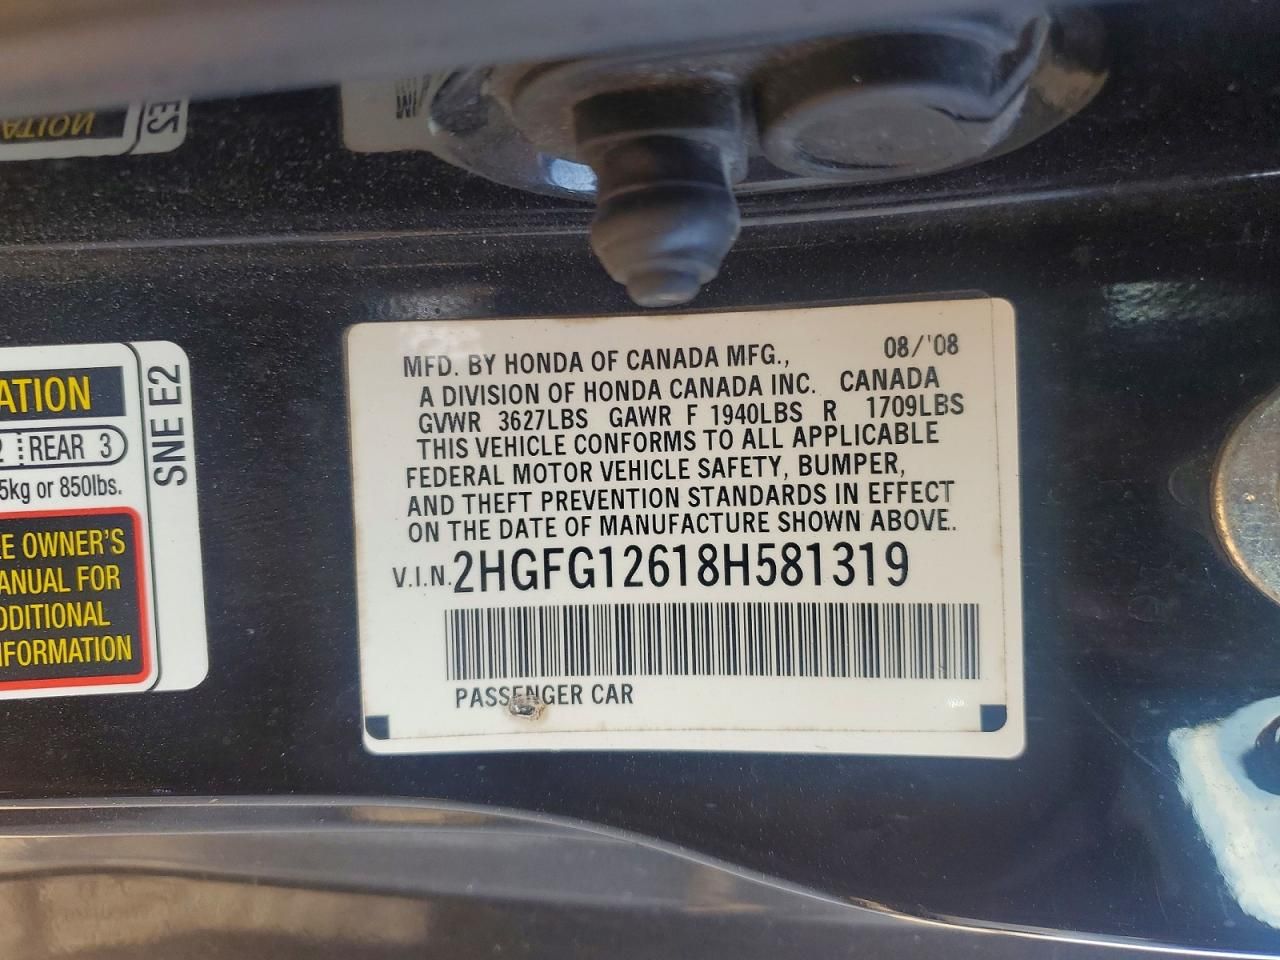 MFD. BY HONDA OF CANADA MFG., 08/'08
A DIVISION OF HONDA CANADA INC. CANADA
GVWR 3627LBS GAWR F 1940LBS R 1709LBS
THIS VEHICLE CONFORMS TO ALL APPLICABLE
FEDERAL MOTOR VEHICLE SAFETY, BUMPER,
AND THEFT PREVENTION STANDARDS IN EFFECT
ON THE DATE OF MANUFACTURE SHOWN ABOVE.
V.I.N. 2HGFG12618H581319
PASSENGER CAR
ATION
2 REAR 3
5kg or 850lbs.
E OWNER'S
ANUAL FOR
DDITIONAL
NFORMATION
SNE E2